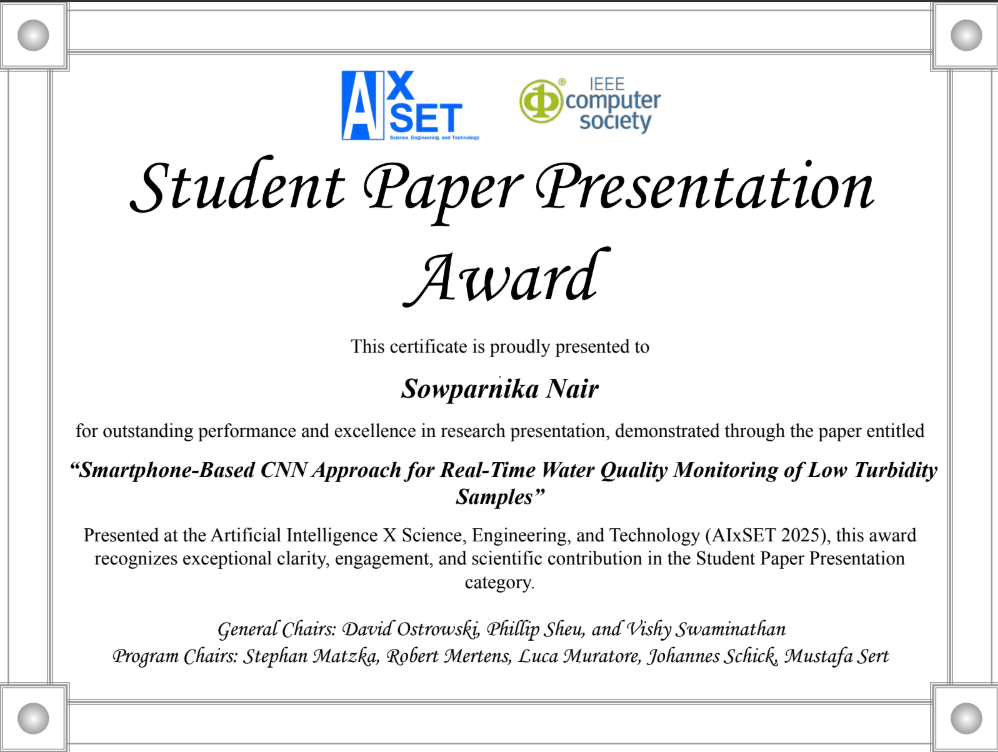 AI X SET
Science, Engineering, and Technology
IEEE
computer
society
®
Student Paper Presentation
Award
This certificate is proudly presented to
Sowparnika Nair
for outstanding performance and excellence in research presentation, demonstrated through the paper entitled
“Smartphone-Based CNN Approach for Real-Time Water Quality Monitoring of Low Turbidity
Samples”
Presented at the Artificial Intelligence X Science, Engineering, and Technology (AIxSET 2025), this award
recognizes exceptional clarity, engagement, and scientific contribution in the Student Paper Presentation
category.
General Chairs: David Ostrowski, Phillip Sheu, and Vishy Swaminathan
Program Chairs: Stephan Matzka, Robert Mertens, Luca Muratore, Johannes Schick, Mustafa Sert